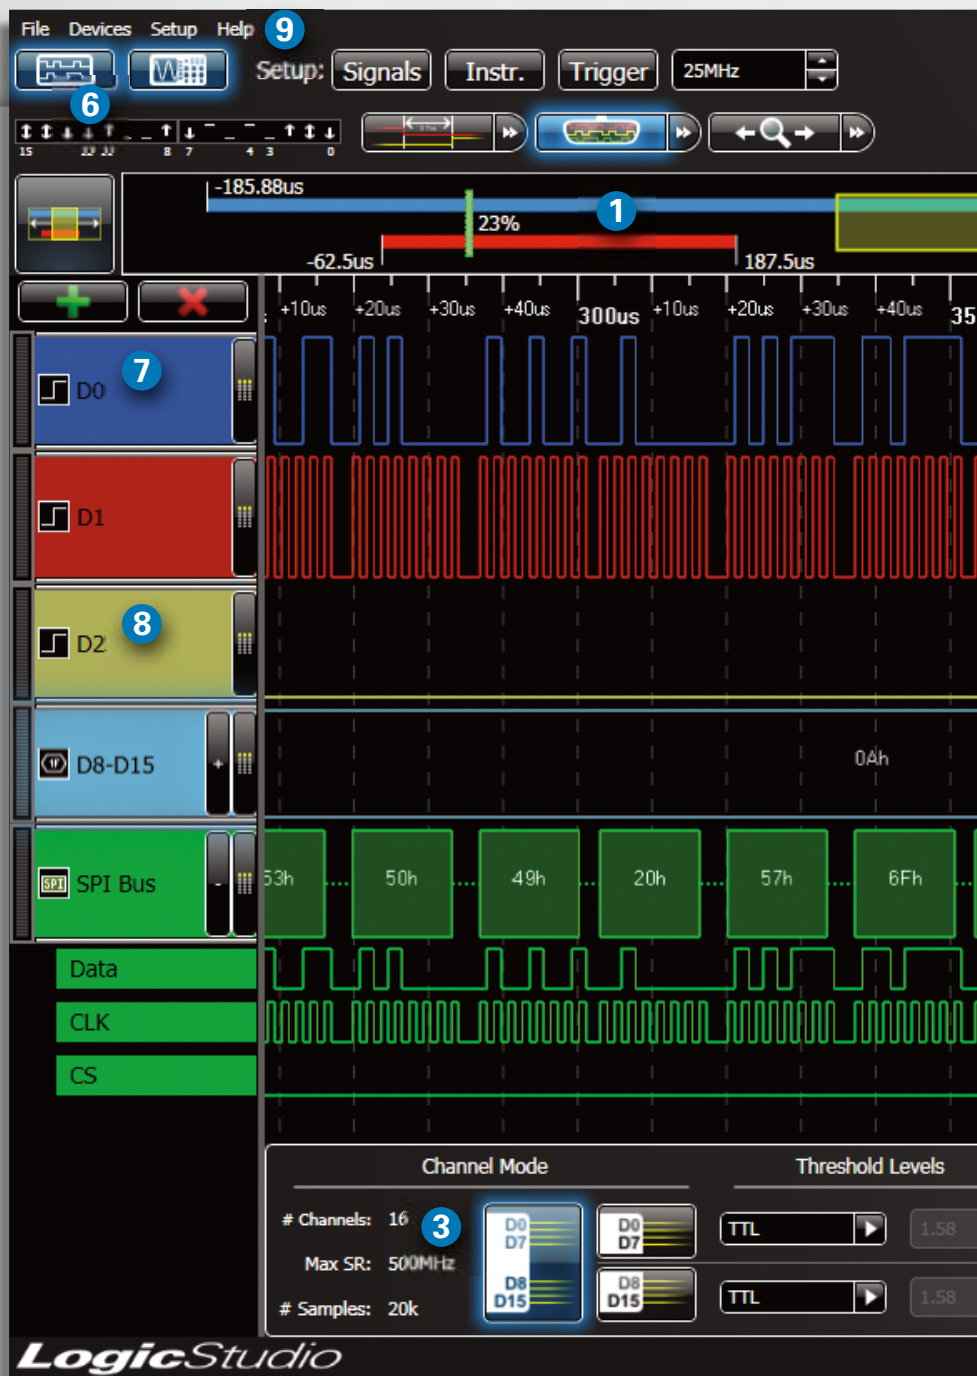 File Devices Setup Help 9
Setup: Signals Instr. Trigger 25MHz
6
15 8 7 4 3 0
-185.88us
23% 1
-62.5us 187.5us
+10us +20us +30us +40us 300us +10us +20us +30us +40us 35
D0 7
D1
D2 8
D8-D15 + 0Ah
SPI Bus - 53h 50h 49h 20h 57h 6Fh
SPI
Data
CLK
CS
Channel Mode Threshold Levels
# Channels: 16 3 D0 D7 D8 D15 D0 D7 TTL 1.58
Max SR: 500MHz
# Samples: 20k D8 D15 TTL 1.58
LogicStudio